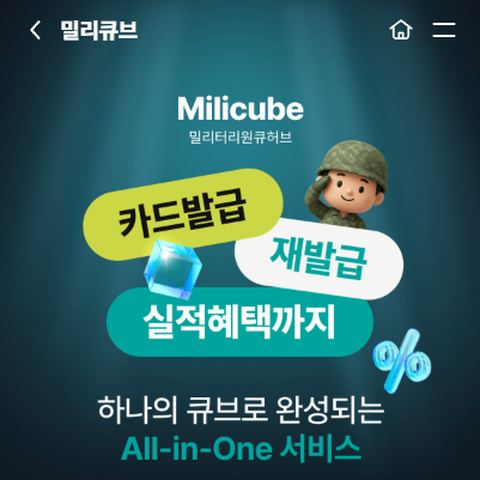 밀리큐브
Milicube
밀리터리원큐허브
카드발급
재발급
실적혜택까지
하나의 큐브로 완성되는
All-in-One 서비스